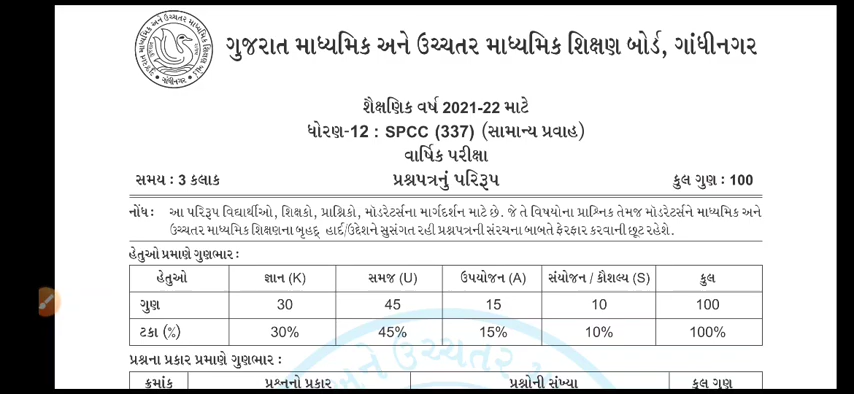 ગુજરાત માધ્યમિક અને ઉચ્ચતર માધ્યમિક શિક્ષણ બોર્ડ, ગાંધીનગર
શૈક્ષણિક વર્ષ 2021-22 માટે
ધોરણ-12 : SPCC (337) (સામાન્ય પ્રવાહ)
વાર્ષિક પરીક્ષા
સમય : 3 કલાક પ્રશ્નપત્રનું પરિરૂપ કુલ ગુણ : 100
નોંધ : આ પરિરૂપ વિદ્યાર્થીઓ, શિક્ષકો, પ્રાશ્નિકો, મૉડરેટર્સના માર્ગદર્શન માટે છે. જે તે વિષયોના પ્રાશ્નિક તેમજ મૉડરેટર્સને માધ્યમિક અને
ઉચ્ચતર માધ્યમિક શિક્ષણના બૃહદ્ હાર્દ/ઉદ્દેશને સુસંગત રહી પ્રશ્નપત્રની સંરચના બાબતે ફેરફાર કરવાની છૂટ રહેશે.
હેતુઓ પ્રમાણે ગુણભાર :
હેતુઓ જ્ઞાન (K) સમજ (U) ઉપયોજન (A) સંયોજન / કૌશલ્ય (S) કુલ
ગુણ 30 45 15 10 100
ટકા (%) 30% 45% 15% 10% 100%
પ્રશ્નના પ્રકાર પ્રમાણે ગુણભાર :
ક્રમાંક પ્રશ્નનો પ્રકાર પ્રશ્નોની સંખ્યા કુલ ગુણ